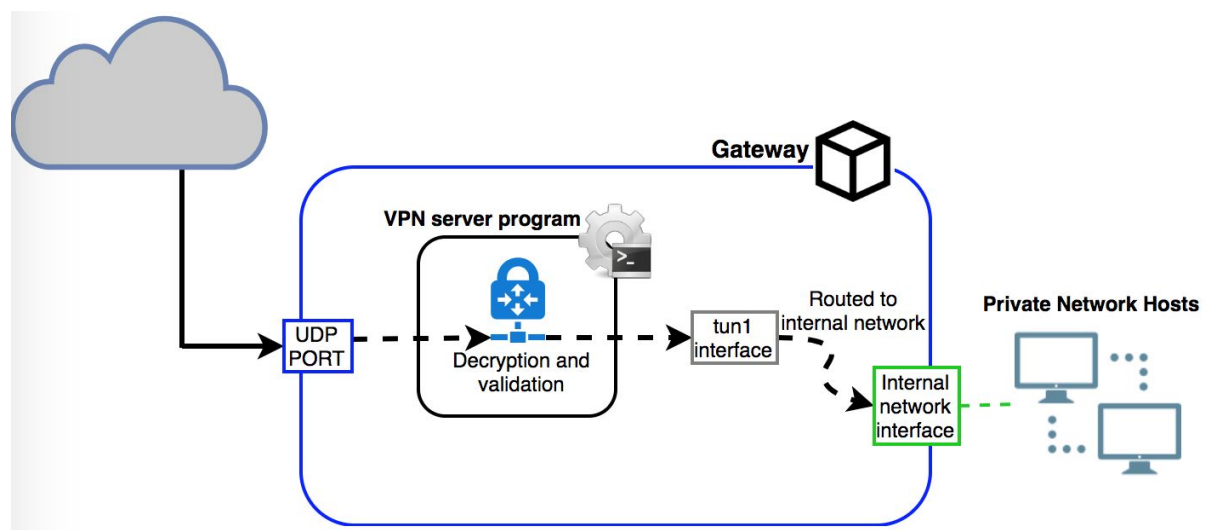 Gateway
VPN server program
>_
UDP
PORT
Decryption and
validation
tun1
interface
Routed to
internal network
Internal
network
interface
Private Network Hosts